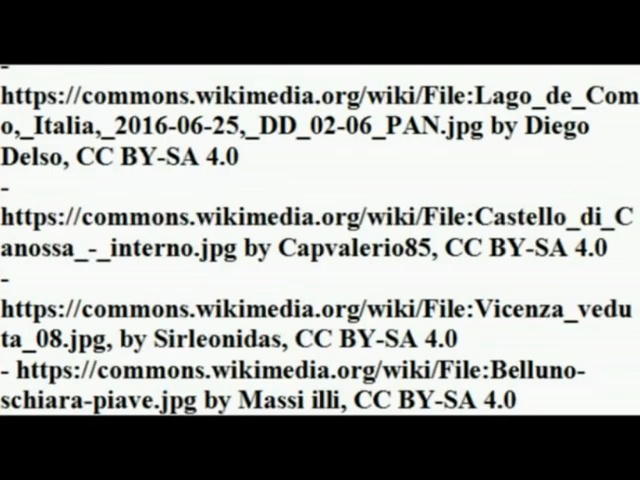 -
https://commons.wikimedia.org/wiki/File:Lago_de_Com
o,_Italia,_2016-06-25,_DD_02-06_PAN.jpg by Diego
Delso, CC BY-SA 4.0
-
https://commons.wikimedia.org/wiki/File:Castello_di_C
anossa_-_interno.jpg by Capvalerio85, CC BY-SA 4.0
-
https://commons.wikimedia.org/wiki/File:Vicenza_vedu
ta_08.jpg, by Sirleonidas, CC BY-SA 4.0
- https://commons.wikimedia.org/wiki/File:Belluno-
schiara-piave.jpg by Massi illi, CC BY-SA 4.0